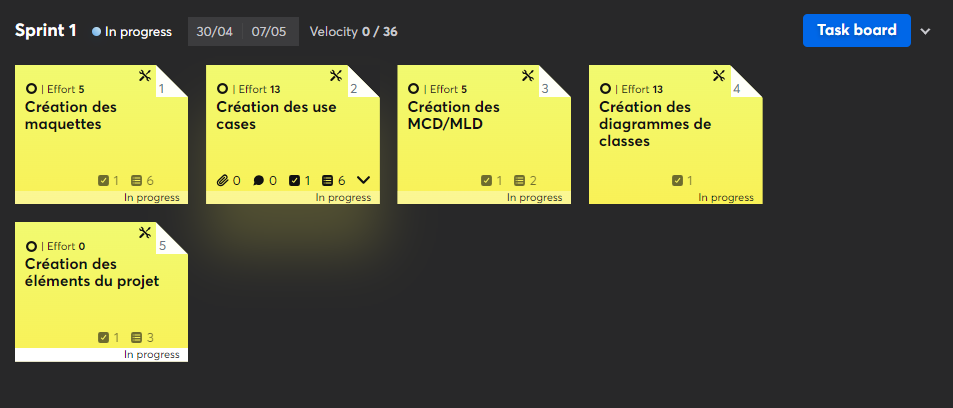 Sprint 1 In progress 30/04 07/05 Velocity 0 / 36 Task board
| Effort 5 1
Création des
maquettes
1 6
In progress
| Effort 13 2
Création des use
cases
0 0 1 6
In progress
| Effort 5 3
Création des
MCD/MLD
1 2
In progress
| Effort 13 4
Création des
diagrammes de
classes
1
In progress
| Effort 0 5
Création des
éléments du projet
1 3
In progress